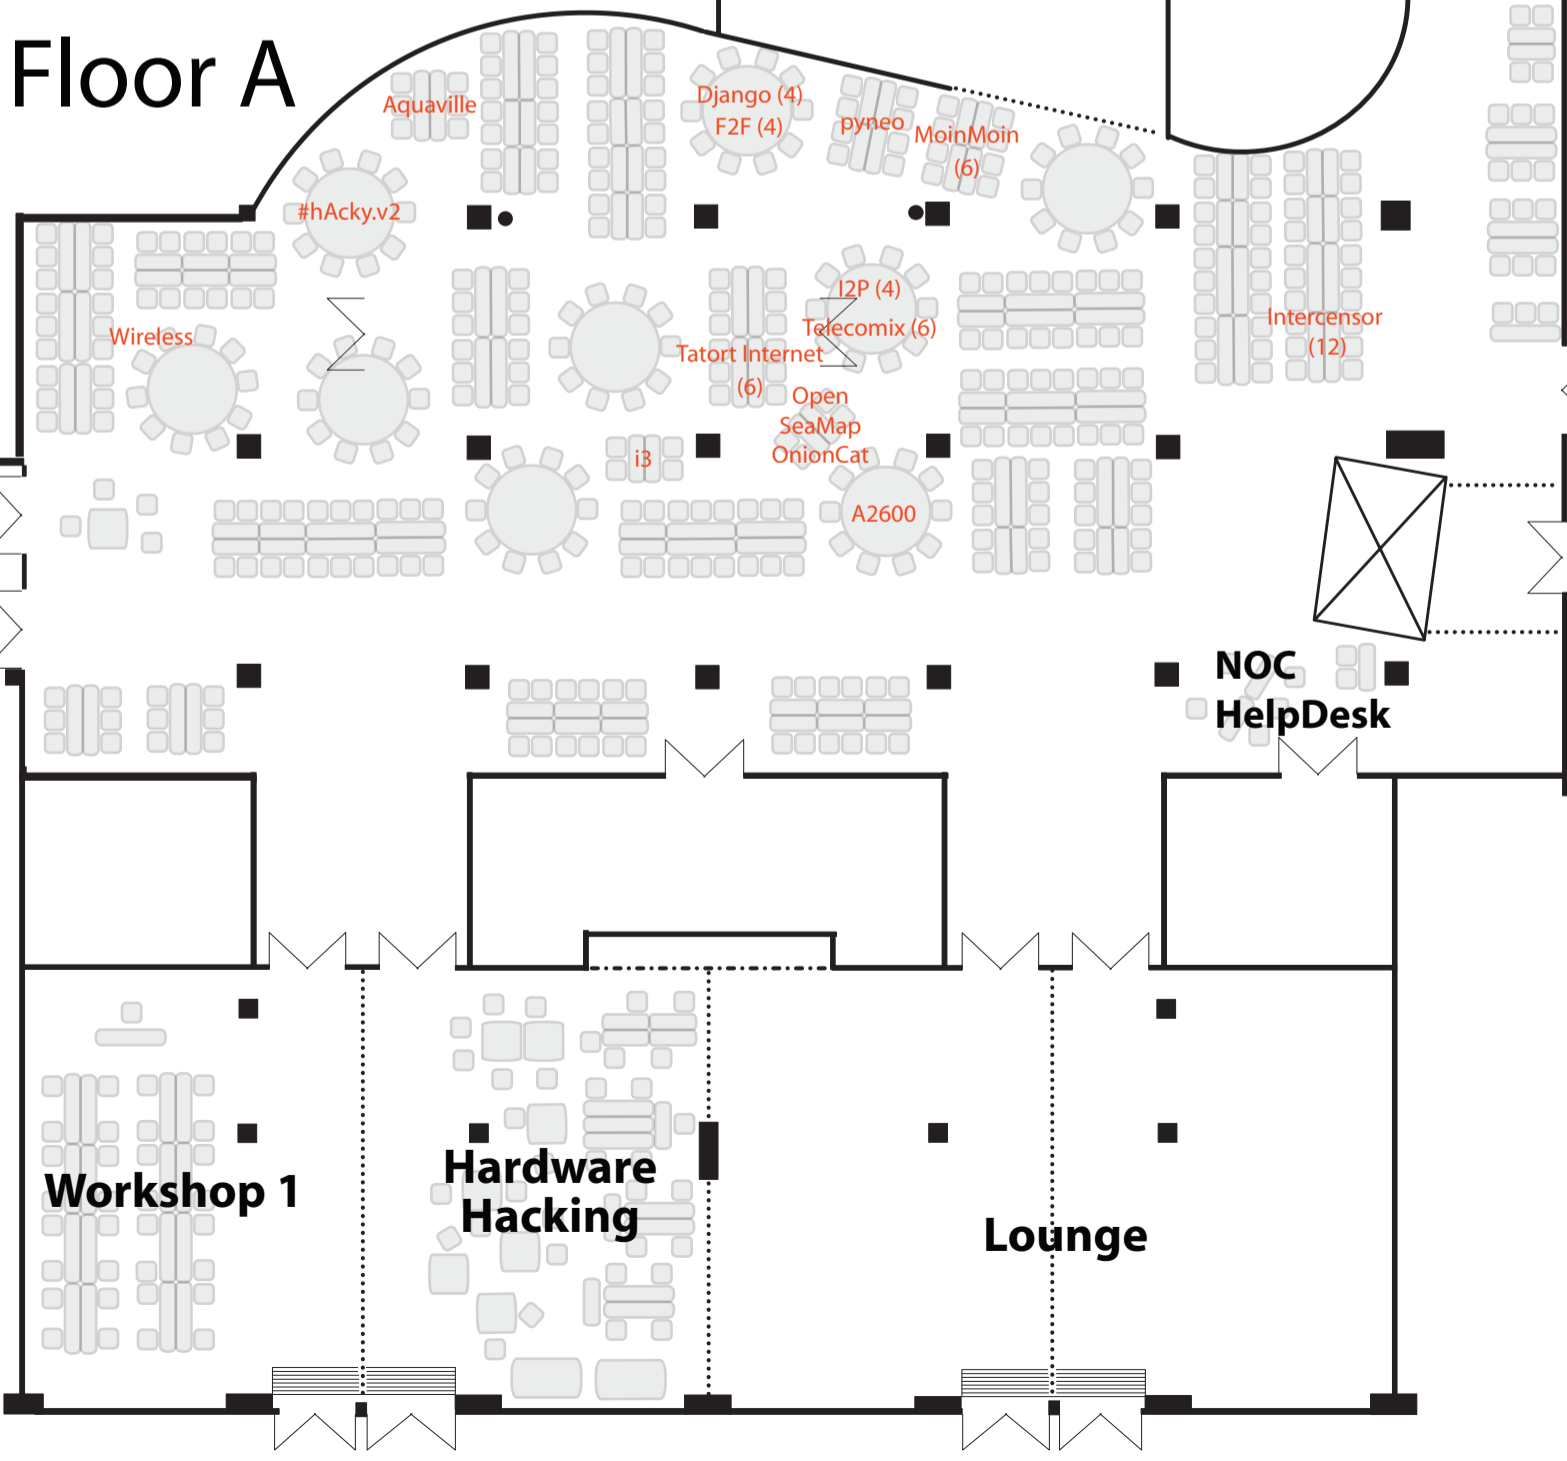 Floor A
Aquaville
Django (4)
F2F (4)
pyneo
MoinMoin
(6)
#hAcky.v2
Wireless
I2P (4)
Telecomix (6)
Tatort Internet
(6)
Intercensor
(12)
Open
SeaMap
OnionCat
i3
A2600
NOC
HelpDesk
Workshop 1
Hardware
Hacking
Lounge